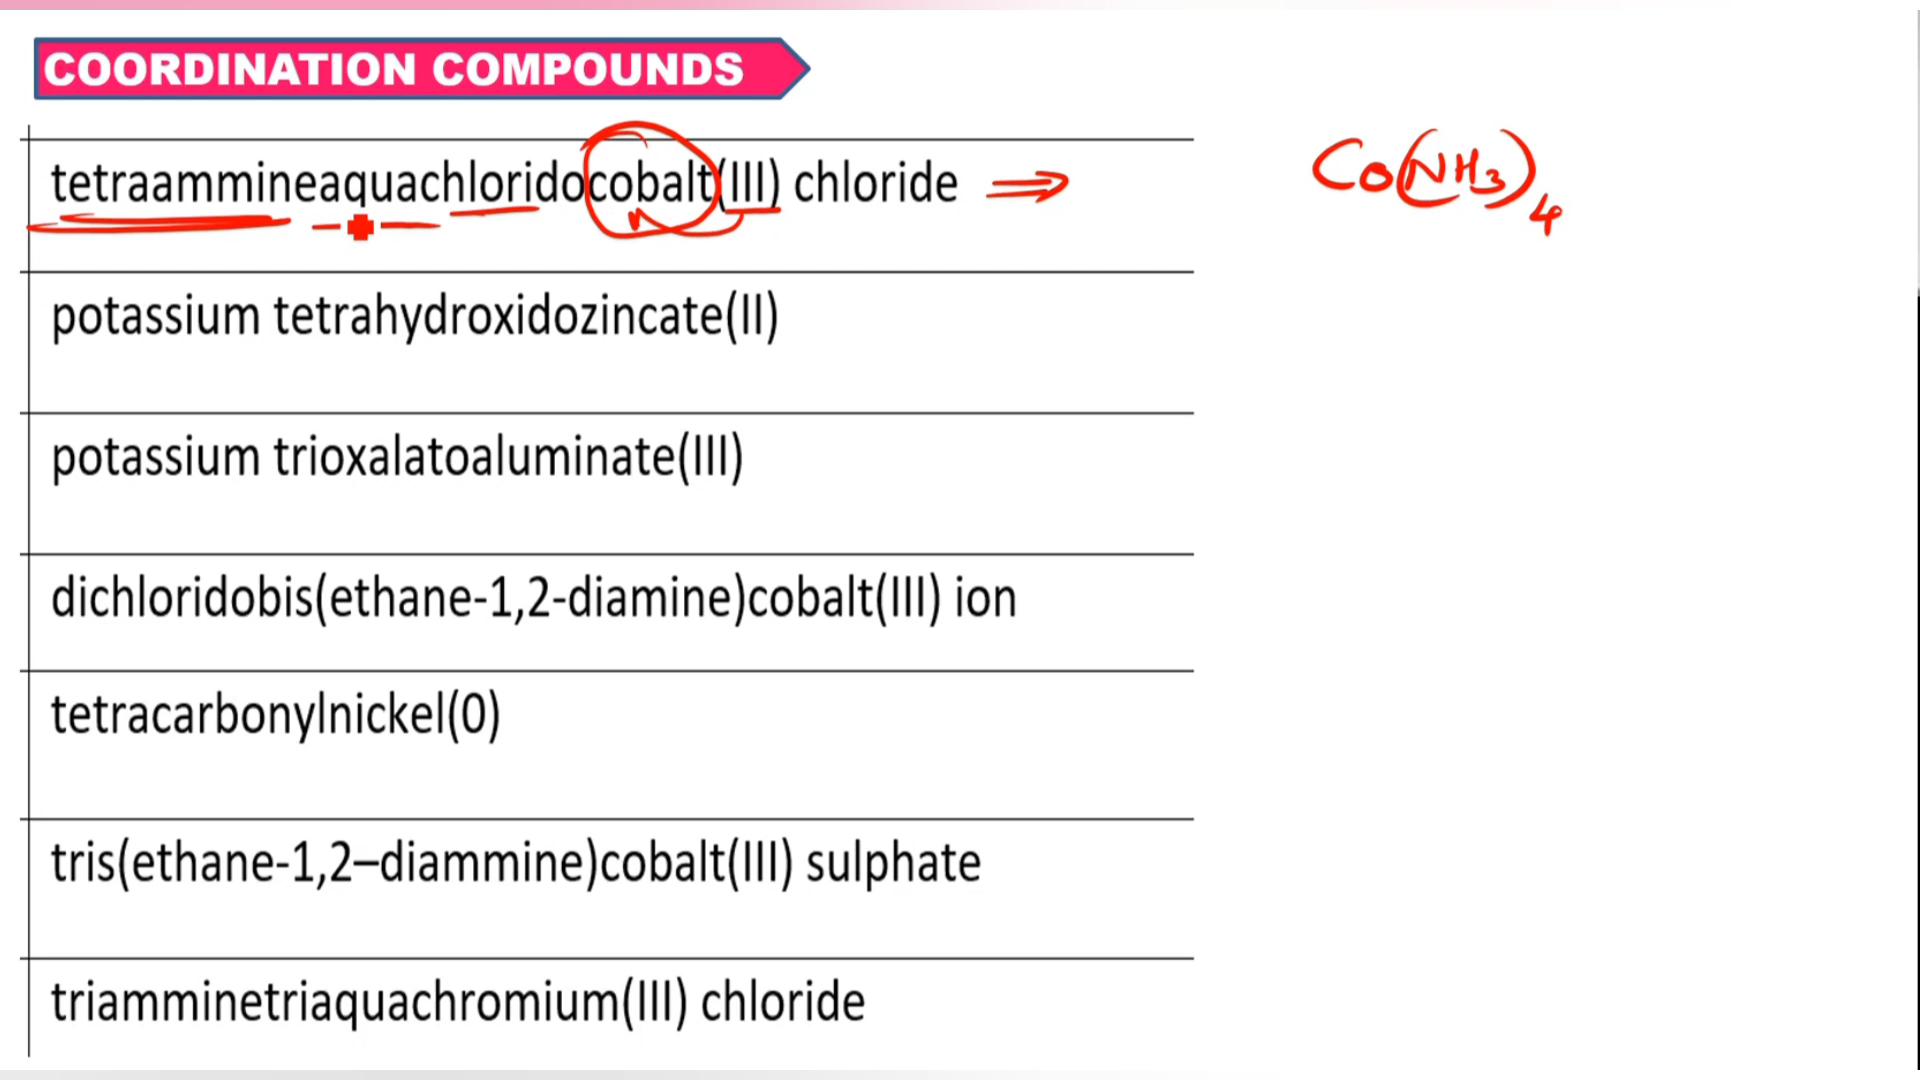 COORDINATION COMPOUNDS
tetraammineaquachloridocobalt(III) chloride ⇒ Co(NH3)4
potassium tetrahydroxidozincate(II)
potassium trioxalatoaluminate(III)
dichloridobis(ethane-1,2-diamine)cobalt(III) ion
tetracarbonylnickel(0)
tris(ethane-1,2–diammine)cobalt(III) sulphate
triamminetriaquachromium(III) chloride